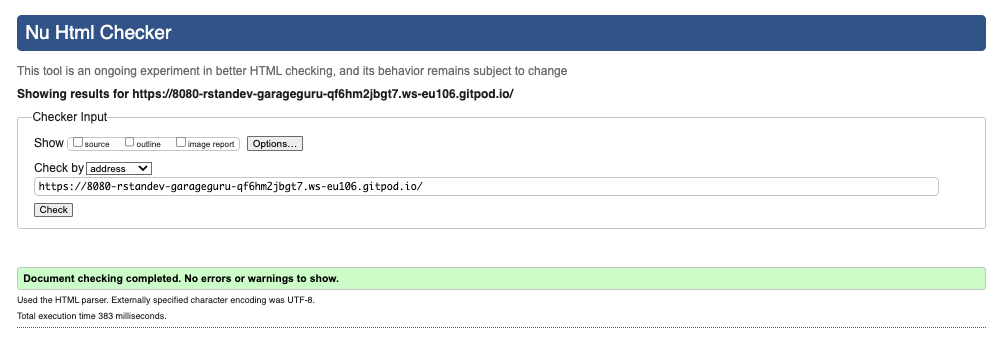 Nu Html Checker
This tool is an ongoing experiment in better HTML checking, and its behavior remains subject to change
Showing results for https://8080-rstandev-garageguru-qf6hm2jbgt7.ws-eu106.gitpod.io/
Checker Input
Show source outline image report Options...
Check by address
https://8080-rstandev-garageguru-qf6hm2jbgt7.ws-eu106.gitpod.io/
Check
Document checking completed. No errors or warnings to show.
Used the HTML parser. Externally specified character encoding was UTF-8.
Total execution time 383 milliseconds.